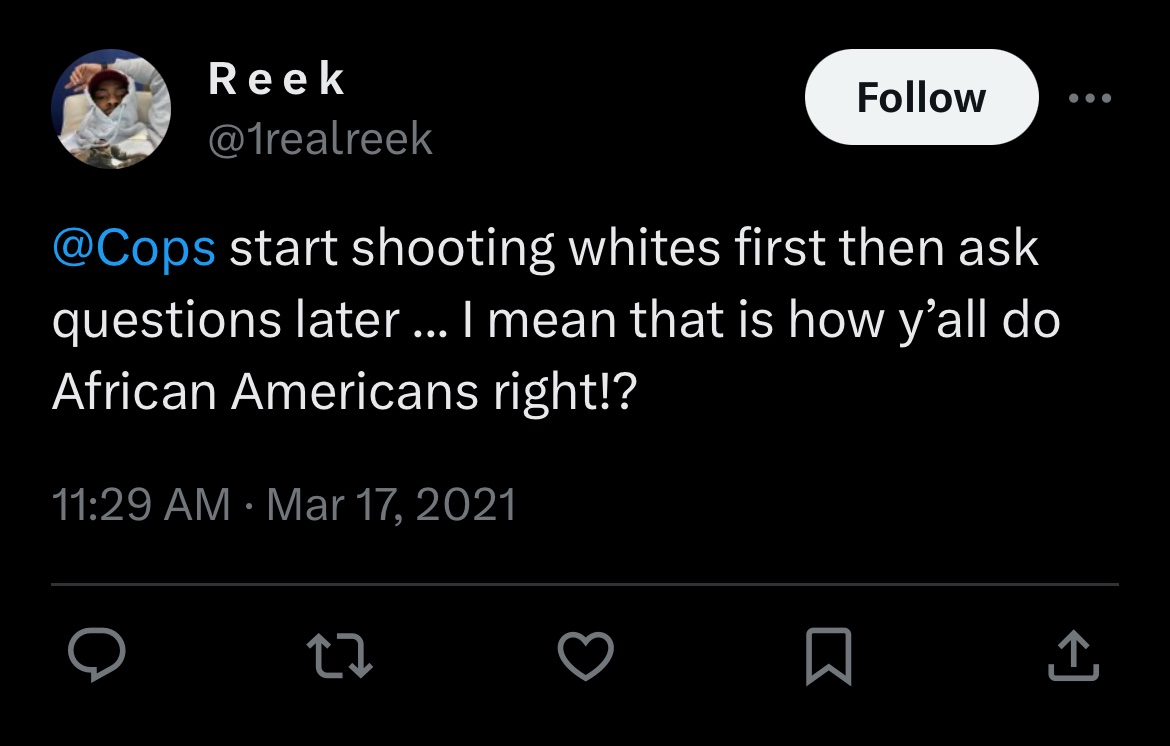 Reek
@1realreek
Follow
@Cops start shooting whites first then ask
questions later ... I mean that is how y’all do
African Americans right!?
11:29 AM · Mar 17, 2021